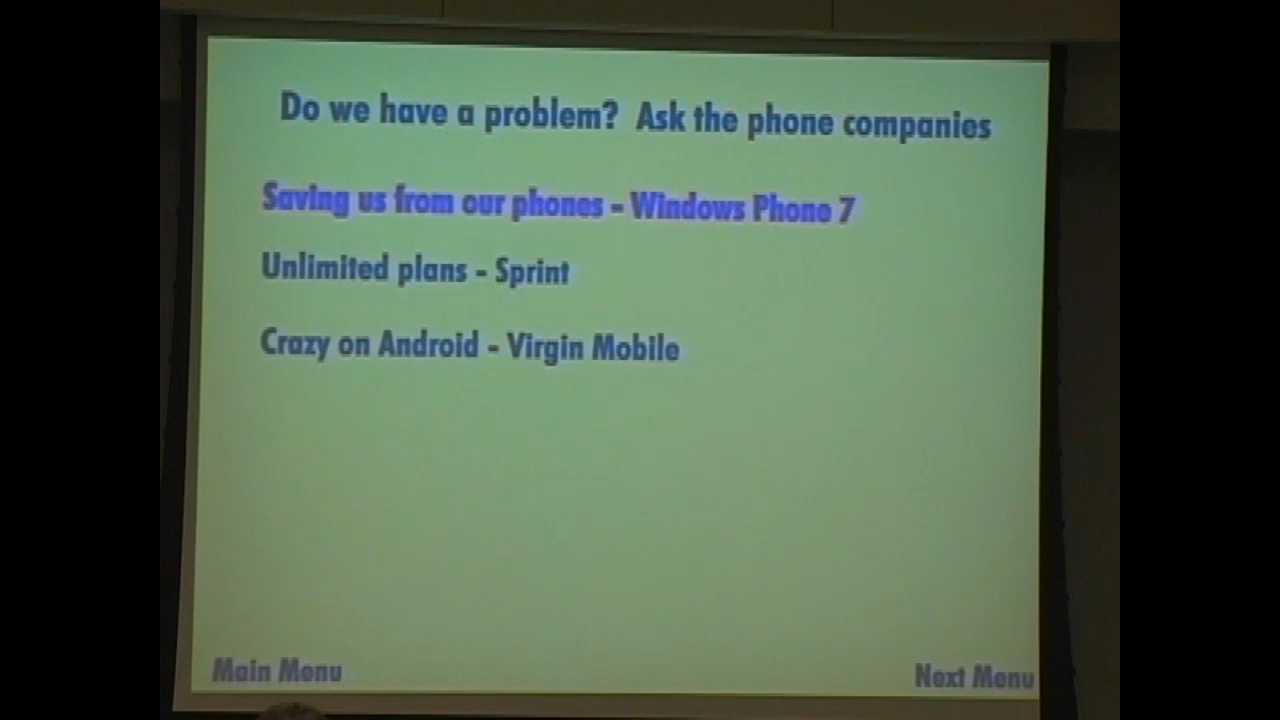 Do we have a problem? Ask the phone companies
Saving us from our phones - Windows Phone 7
Unlimited plans - Sprint
Crazy on Android - Virgin Mobile
Main Menu
Next Menu